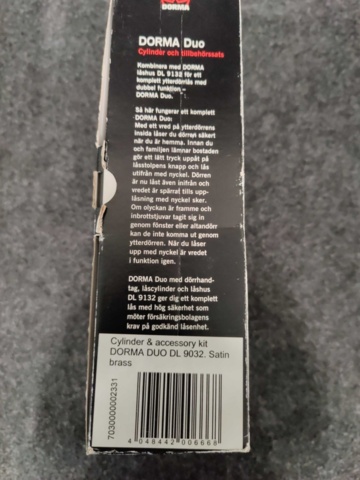 DORMA
DORMA Duo
Cylinder och tillbehörssats
Kombinera med DORMA
låshus DL 9132 för ett
komplett ytterdörrlås med
dubbel funktion –
DORMA Duo.
Så här fungerar ett komplett
DORMA Duo:
Med ett vred på ytterdörrens
insida låser du dörren säkert
när du är hemma. Innan du
och familjen lämnar bostaden
gör ett lätt tryck uppåt på
låsstolpens knapp och lås
utifrån med nyckel. Dörren
är nu låst även inifrån och
vredet är spärrat tills upp-
låsning med nyckel sker.
Om olyckan är framme och
inbrottstjuvar tagit sig in
genom fönster eller altandörr
kan de inte komma ut genom
ytterdörren. När du låser
upp med nyckel är vredet
i funktion igen.
DORMA Duo med dörrhand-
tag, låscylinder och låshus
DL 9132 ger dig ett komplett
lås med hög säkerhet som
möter försäkringsbolagens
krav på godkänd låsenhet.
Cylinder & accessory kit
DORMA DUO DL 9032. Satin
brass
7030000002331
4 048442 006668